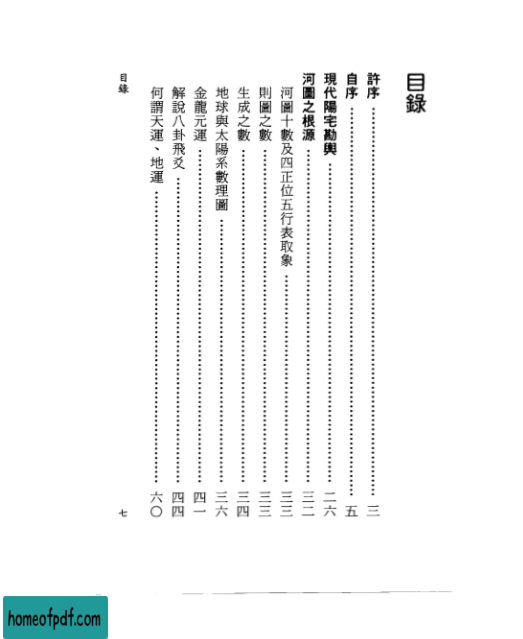 目錄
許序 三
自序 五
現代陽宅勘輿 二六
河圖之根源 三二
河圖十數及四正位五行表取象 三三
則圖之數 三三
生成之數 三四
地球與太陽系數理圖 三六
金龍元運 四一
解說八卦飛爻 四四
何謂天運、地運 六〇
目錄
七
homeofpdf.com